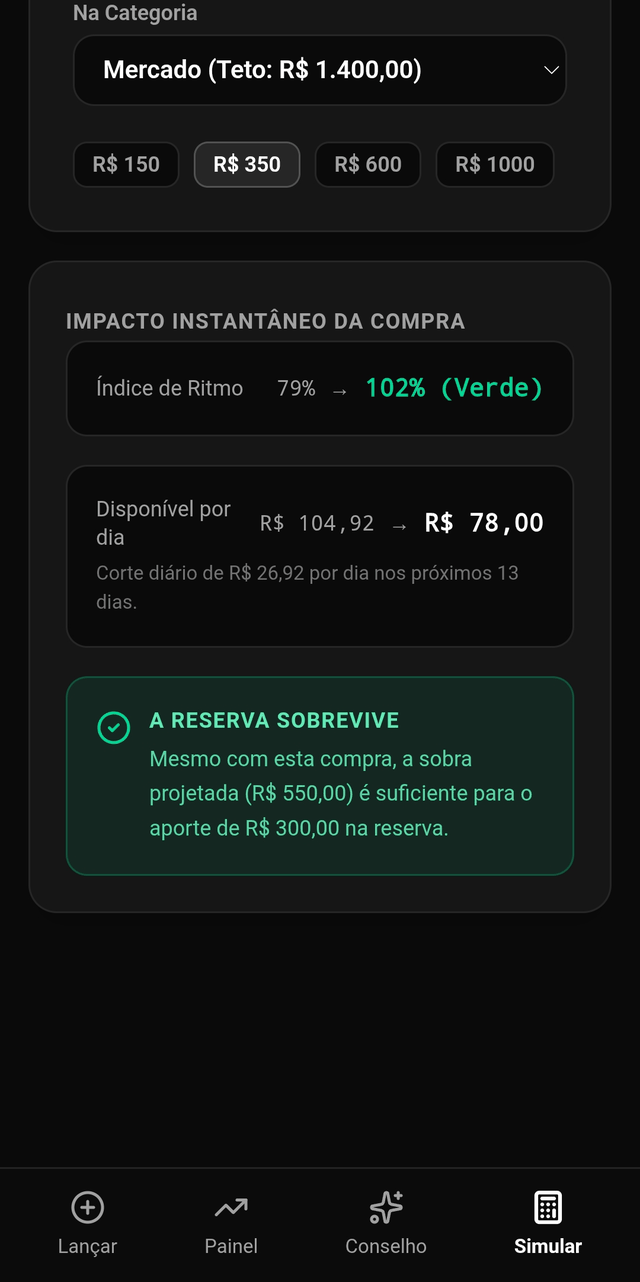 Na Categoria
Mercado (Teto: R$ 1.400,00)
R$ 150
R$ 350
R$ 600
R$ 1000
IMPACTO INSTANTÂNEO DA COMPRA
Índice de Ritmo 79% → 102% (Verde)
Disponível por
dia
R$ 104,92 → R$ 78,00
Corte diário de R$ 26,92 por dia nos próximos 13
dias.
A RESERVA SOBREVIVE
Mesmo com esta compra, a sobra
projetada (R$ 550,00) é suficiente para o
aporte de R$ 300,00 na reserva.
Lançar
Painel
Conselho
Simular